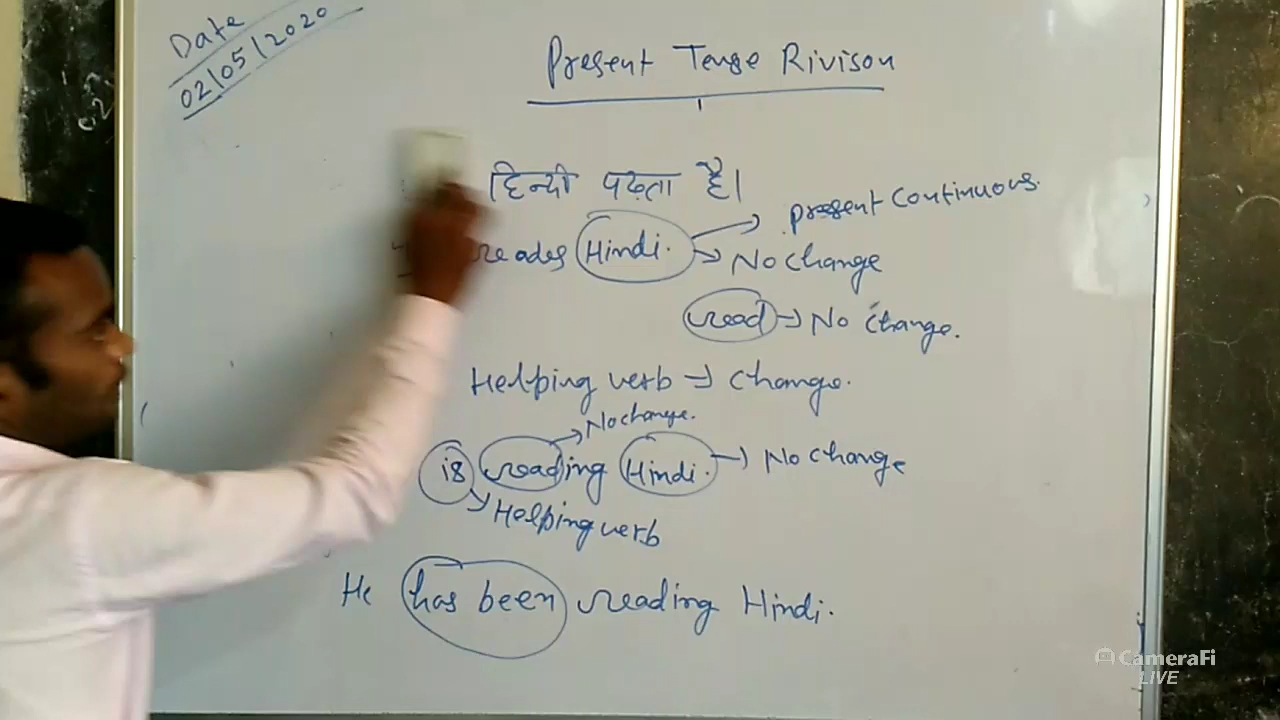 Date
02/05/2020
Present Tense Rivison
हिन्दी पढ़ता है।
present Continuous.
reades Hindi.
No change
read → No change.
Helping verb → change.
No change.
is reading Hindi. → No change
Helping verb
He has been reading Hindi.
CameraFi
LIVE